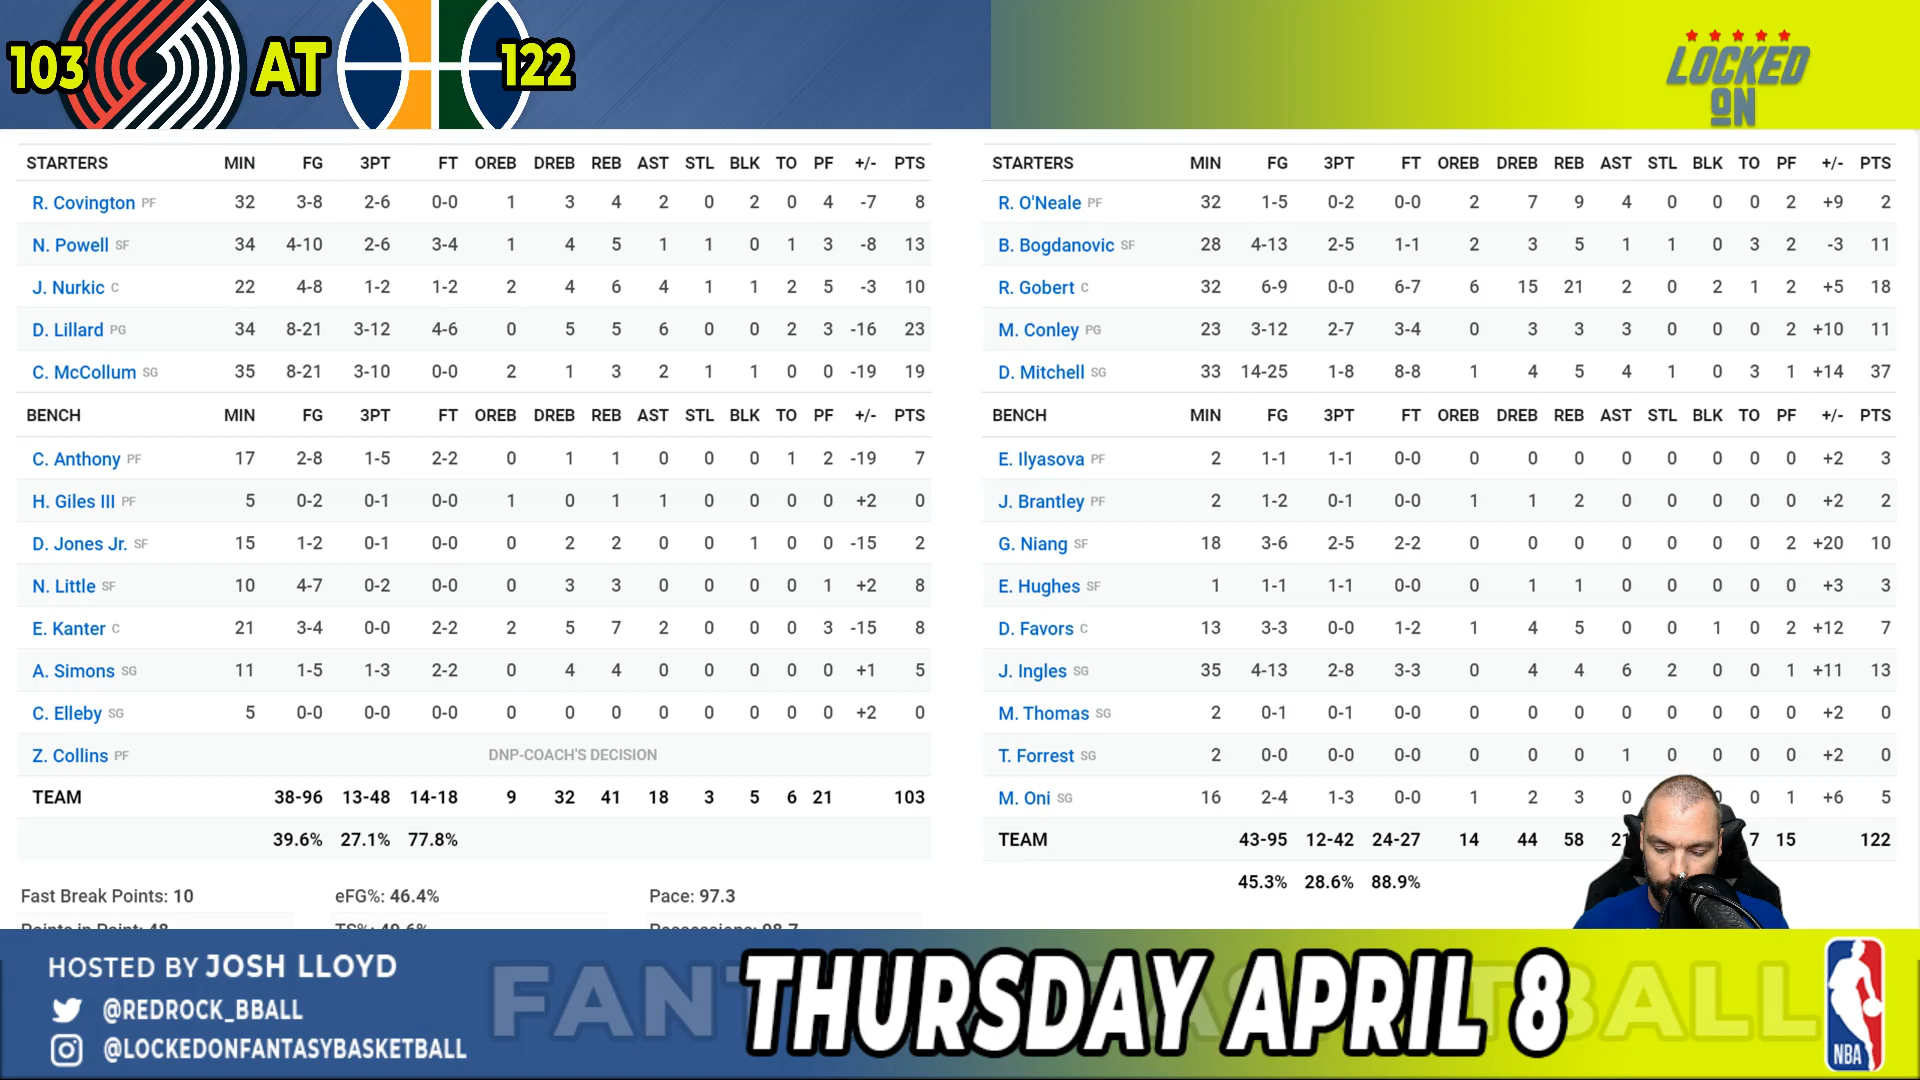 103 AT 122
LOCKED
ON
STARTERS MIN FG 3PT FT OREB DREB REB AST STL BLK TO PF +/- PTS
R. Covington PF 32 3-8 2-6 0-0 1 3 4 2 0 2 0 4 -7 8
N. Powell SF 34 4-10 2-6 3-4 1 4 5 1 1 0 1 3 -8 13
J. Nurkic C 22 4-8 1-2 1-2 2 4 6 4 1 1 2 5 -3 10
D. Lillard PG 34 8-21 3-12 4-6 0 5 5 6 0 0 2 3 -16 23
C. McCollum SG 35 8-21 3-10 0-0 2 1 3 2 1 1 0 0 -19 19
BENCH MIN FG 3PT FT OREB DREB REB AST STL BLK TO PF +/- PTS
C. Anthony PF 17 2-8 1-5 2-2 0 1 1 0 0 0 1 2 -19 7
H. Giles III PF 5 0-2 0-1 0-0 1 0 1 1 0 0 0 0 +2 0
D. Jones Jr. SF 15 1-2 0-1 0-0 0 2 2 0 0 1 0 0 -15 2
N. Little SF 10 4-7 0-2 0-0 0 3 3 0 0 0 0 1 +2 8
E. Kanter C 21 3-4 0-0 2-2 2 5 7 2 0 0 0 3 -15 8
A. Simons SG 11 1-5 1-3 2-2 0 4 4 0 0 0 0 0 +1 5
C. Elleby SG 5 0-0 0-0 0-0 0 0 0 0 0 0 0 0 +2 0
Z. Collins PF DNP-COACH'S DECISION
TEAM 38-96 13-48 14-18 9 32 41 18 3 5 6 21 103
39.6% 27.1% 77.8%
Fast Break Points: 10 eFG%: 46.4% Pace: 97.3
Points in Paint: 48 TS%: 49.6% Possessions: 98.7
STARTERS MIN FG 3PT FT OREB DREB REB AST STL BLK TO PF +/- PTS
R. O'Neale PF 32 1-5 0-2 0-0 2 7 9 4 0 0 0 2 +9 2
B. Bogdanovic SF 28 4-13 2-5 1-1 2 3 5 1 1 0 3 2 -3 11
R. Gobert C 32 6-9 0-0 6-7 6 15 21 2 0 2 1 2 +5 18
M. Conley PG 23 3-12 2-7 3-4 0 3 3 3 0 0 0 2 +10 11
D. Mitchell SG 33 14-25 1-8 8-8 1 4 5 4 1 0 3 1 +14 37
BENCH MIN FG 3PT FT OREB DREB REB AST STL BLK TO PF +/- PTS
E. Ilyasova PF 2 1-1 1-1 0-0 0 0 0 0 0 0 0 0 +2 3
J. Brantley PF 2 1-2 0-1 0-0 1 1 2 0 0 0 0 0 +2 2
G. Niang SF 18 3-6 2-5 2-2 0 0 0 0 0 0 0 2 +20 10
E. Hughes SF 1 1-1 1-1 0-0 0 1 1 0 0 0 0 0 +3 3
D. Favors C 13 3-3 0-0 1-2 1 4 5 0 0 1 0 2 +12 7
J. Ingles SG 35 4-13 2-8 3-3 0 4 4 6 2 0 0 1 +11 13
M. Thomas SG 2 0-1 0-1 0-0 0 0 0 0 0 0 0 0 +2 0
T. Forrest SG 2 0-0 0-0 0-0 0 0 0 1 0 0 0 0 +2 0
M. Oni SG 16 2-4 1-3 0-0 1 2 3 0 0 1 +6 5
TEAM 43-95 12-42 24-27 14 44 58 7 15 122
45.3% 28.6% 88.9%
HOSTED BY JOSH LLOYD
@REDROCK_BBALL
@LOCKEDONFANTASYBASKETBALL
THURSDAY APRIL 8
NBA